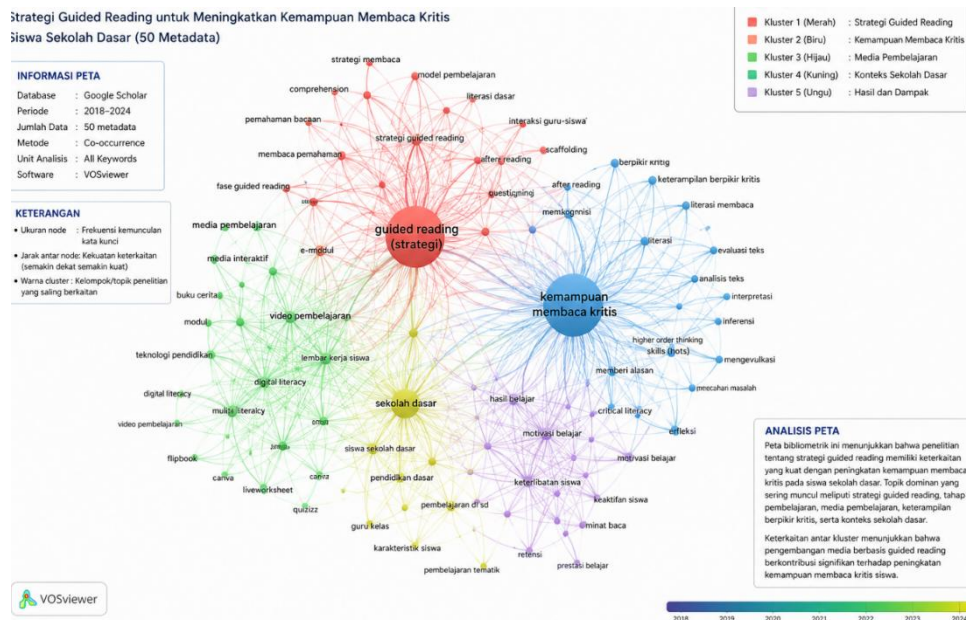 Strategi Guided Reading untuk Meningkatkan Kemampuan Membaca Kritis
Siswa Sekolah Dasar (50 Metadata)
INFORMASI PETA
Database : Google Scholar
Periode : 2018–2024
Jumlah Data : 50 metadata
Metode : Co-occurrence
Unit Analisis : All Keywords
Software : VOSviewer
KETERANGAN
• Ukuran node : Frekuensi kemunculan
kata kunci
• Jarak antar node: Kekuatan keterkaitan
(semakin dekat semakin kuat)
• Warna cluster : Kelompok/topik penelitian
yang saling berkaitan
Kluster 1 (Merah) : Strategi Guided Reading
Kluster 2 (Biru) : Kemampuan Membaca Kritis
Kluster 3 (Hijau) : Media Pembelajaran
Kluster 4 (Kuning) : Konteks Sekolah Dasar
Kluster 5 (Ungu) : Hasil dan Dampak
strategi membaca
model pembelajaran
comprehension
literasi dasar
pemahaman bacaan
interaksi guru-siswa
strategi guided reading
membaca pemahaman
after reading
scaffolding
fase guided reading
guided reading
(strategi)
e-modul
after reading
memkognisi
berpikir kritig
keterampilan berpikir kritis
literasi membaca
literasi
evaluasi teks
analisis teks
interpretasi
inferensi
kemampuan
membaca kritis
higher order thinking
skills (hots)
mengevulkasi
memberi alasan
critical literacy
media pembelajaran
media interaktif
buku cerita
video pembelajaran
modul
teknologi pendidikan
lembar kerja siswa
digital literacy
digital literacy
video pembelajaran
flipbook
canva
canva
liveworksheet
quizizz
sekolah dasar
siswa sekolah dasar
pendidikan dasar
pembelajaran di sd
guru kelas
karakteristik siswa
pembelajaran tematik
hasil belajar
motivasi belajar
motivasi belajar
keterlibatan siswa
keaktifan siswa
minat baca
retensi
prestasi belajar
ANALISIS PETA
Peta bibliometrik ini menunjukkan bahwa penelitian
tentang strategi guided reading memiliki keterkaitan
yang kuat dengan peningkatan kemampuan membaca
kritis pada siswa sekolah dasar. Topik dominan yang
sering muncul meliputi strategi guided reading, tahap
pembelajaran, media pembelajaran, keterampilan
berpikir kritis, serta konteks sekolah dasar.
Keterkaitan antar kluster menunjukkan bahwa
pengembangan media berbasis guided reading
berkontribusi signifikan terhadap peningkatan
kemampuan membaca kritis siswa.
VOSviewer
2018 2019 2020 2021 2022 2023 2024